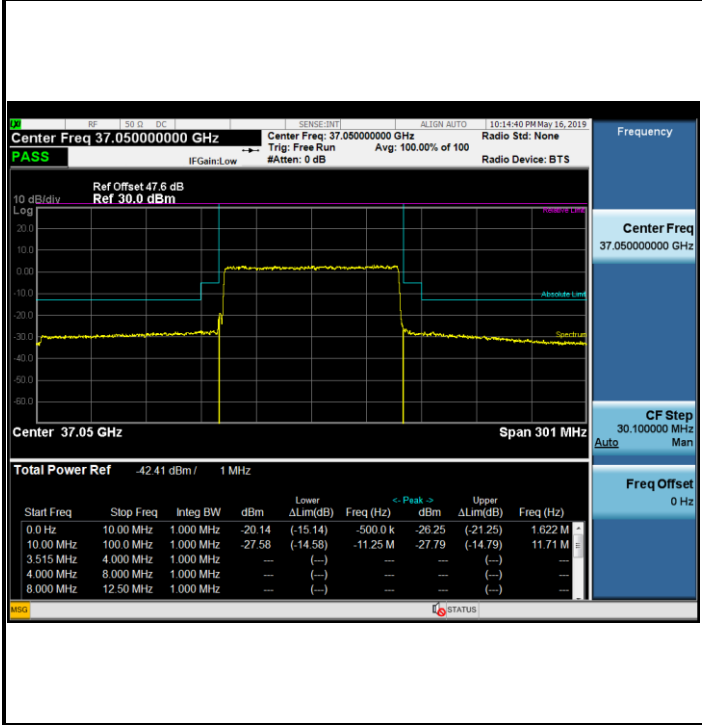 RF 50 Ω DC SENSE:INT ALIGN AUTO 10:14:40 PM May 16, 2019
Center Freq 37.050000000 GHz Center Freq: 37.050000000 GHz Radio Std: None
Trig: Free Run Avg: 100.00% of 100
PASS IFGain:Low #Atten: 0 dB Radio Device: BTS
Ref Offset 47.6 dB
10 dB/div Ref 30.0 dBm
Log
Relative Limit
20.0
10.0
0.00
-10.0
Absolute Limit
-20.0
-30.0
Spectrum
-40.0
-50.0
-60.0
Center 37.05 GHz Span 301 MHz
Total Power Ref -42.41 dBm / 1 MHz
Lower <- Peak -> Upper
Start Freq Stop Freq Integ BW dBm ΔLim(dB) Freq (Hz) dBm ΔLim(dB) Freq (Hz)
0.0 Hz 10.00 MHz 1.000 MHz -20.14 (-15.14) -500.0 k -26.25 (-21.25) 1.622 M
10.00 MHz 100.0 MHz 1.000 MHz -27.58 (-14.58) -11.25 M -27.79 (-14.79) 11.71 M
3.515 MHz 4.000 MHz 1.000 MHz --- (---) --- --- (---) ---
4.000 MHz 8.000 MHz 1.000 MHz --- (---) --- --- (---) ---
8.000 MHz 12.50 MHz 1.000 MHz --- (---) --- --- (---) ---
MSG STATUS
Frequency
Center Freq
37.050000000 GHz
CF Step
30.100000 MHz
Auto Man
Freq Offset
0 Hz